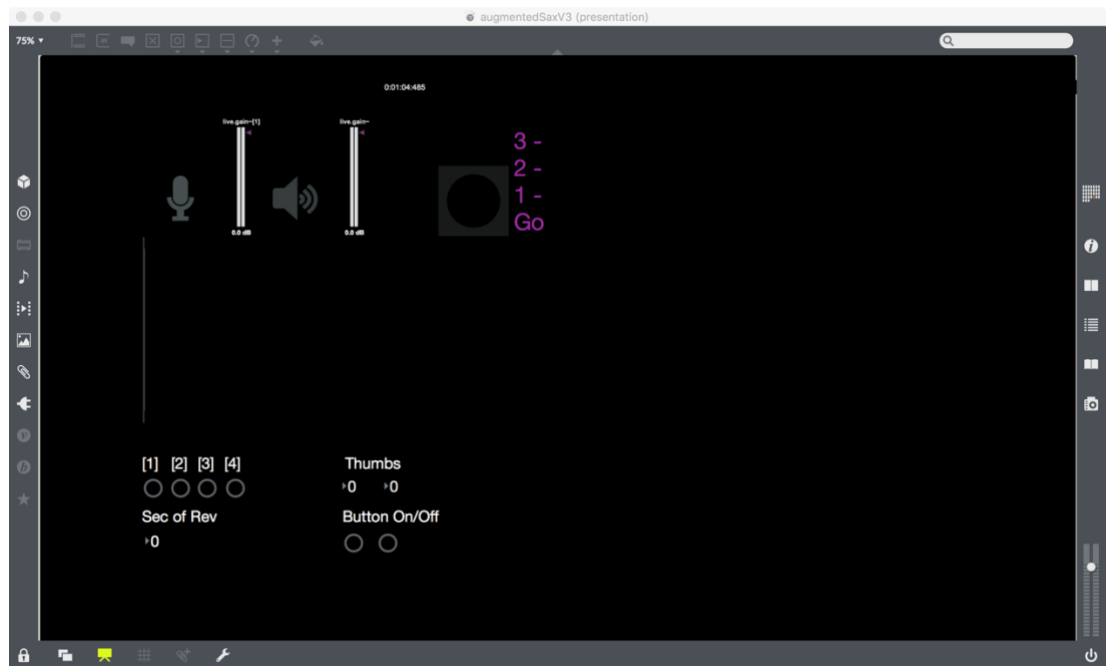 augmentedSaxV3 (presentation)
75%
0:01:04:485
live.gain~[1]
live.gain~
3 -
2 -
1 -
Go
0.0 dB
0.0 dB
[1] [2] [3] [4]
Thumbs
0 0
Sec of Rev
Button On/Off
0